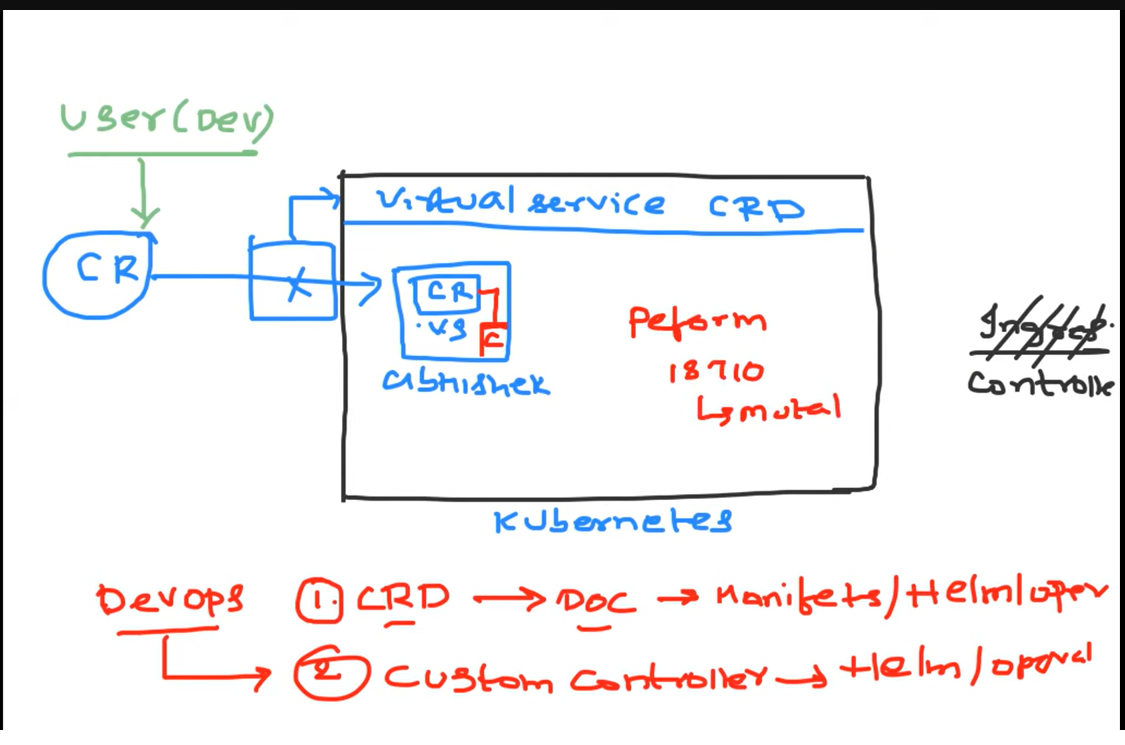 User(Dev)
Virtual service CRD
CR
X
CR
.vs
C
abhishek
Peform
18710
↳mutal
Ingress
Controlle
Kubernetes
Devops
1. CRD → DOC → Manifets/Helm/oper
2 Custom Controller → Helm/